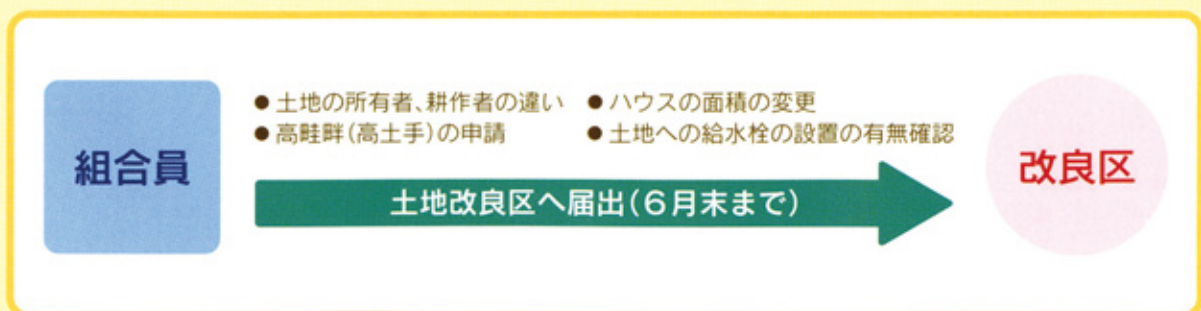 組合員
● 土地の所有者、耕作者の違い
● ハウスの面積の変更
● 高畦畔(高土手)の申請
● 土地への給水栓の設置の有無確認
土地改良区へ届出(6月末まで)
改良区